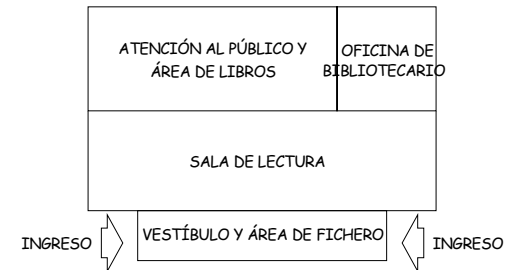 ATENCIÓN AL PÚBLICO Y
ÁREA DE LIBROS
OFICINA DE
BIBLIOTECARIO
SALA DE LECTURA
INGRESO
VESTÍBULO Y ÁREA DE FICHERO
INGRESO